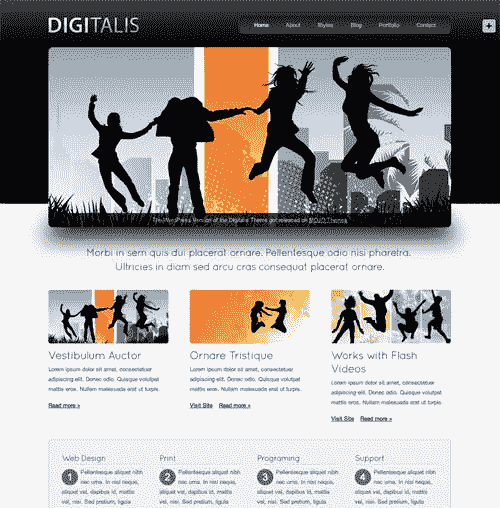 DIGITALIS
Home About Styles Blog Portfolio Contact
The WordPress Version of the Digitalis Theme got released on MOJO Themes
Morbi in sem quis dui placerat ornare. Pellentesque odio nisi pharetra.
Ultricies in diam sed arcu cras consequat placerat ornare.
Vestibulum Auctor
Lorem ipsum dolor sit amet, consectetuer
adipiscing elit. Donec odio. Quisque volutpat
mattis eros. Nullam malesuada erat ut turpis.
Read more »
Ornare Tristique
Lorem ipsum dolor sit amet, consectetuer
adipiscing elit. Donec odio. Quisque volutpat
mattis eros. Nullam malesuada erat ut turpis.
Visit Site Read more »
Works with Flash
Videos
Lorem ipsum dolor sit amet, consectetuer
adipiscing elit. Donec odio. Quisque volutpat
mattis eros. Nullam malesuada erat ut turpis.
Visit Site Read more »
Web Design
1 Pellentesque aliquet nibh
nec urna. In nisi neque,
aliquet vel, dapibus id, mattis
vel, nisi. Sed pretium, ligula
Print
2 Pellentesque aliquet nibh
nec urna. In nisi neque,
aliquet vel, dapibus id, mattis
vel, nisi. Sed pretium, ligula
Programing
3 Pellentesque aliquet nibh
nec urna. In nisi neque,
aliquet vel, dapibus id, mattis
vel, nisi. Sed pretium, ligula
Support
4 Pellentesque aliquet nibh
nec urna. In nisi neque,
aliquet vel, dapibus id, mattis
vel, nisi. Sed pretium, ligula